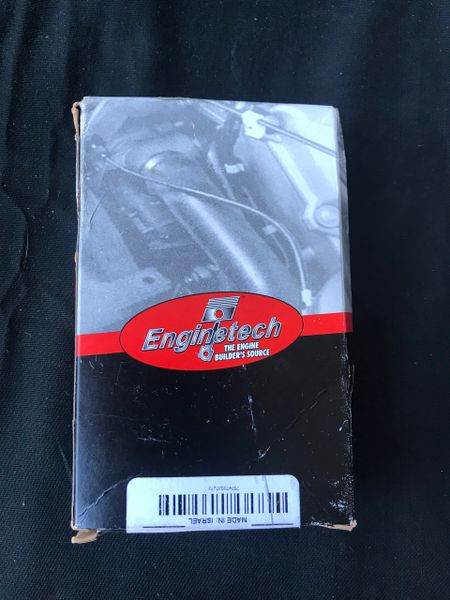 Enginetech
THE ENGINE
BUILDER'S SOURCE
MADE IN: ISRAEL